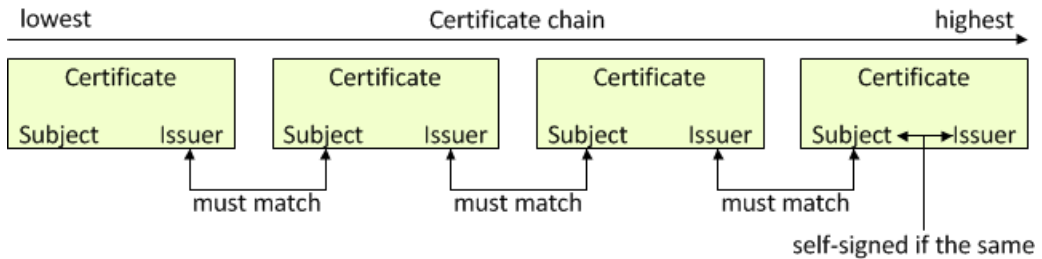 lowest Certificate chain highest
Certificate Certificate Certificate Certificate
Subject Issuer Subject Issuer Subject Issuer Subject Issuer
must match must match must match
self-signed if the same